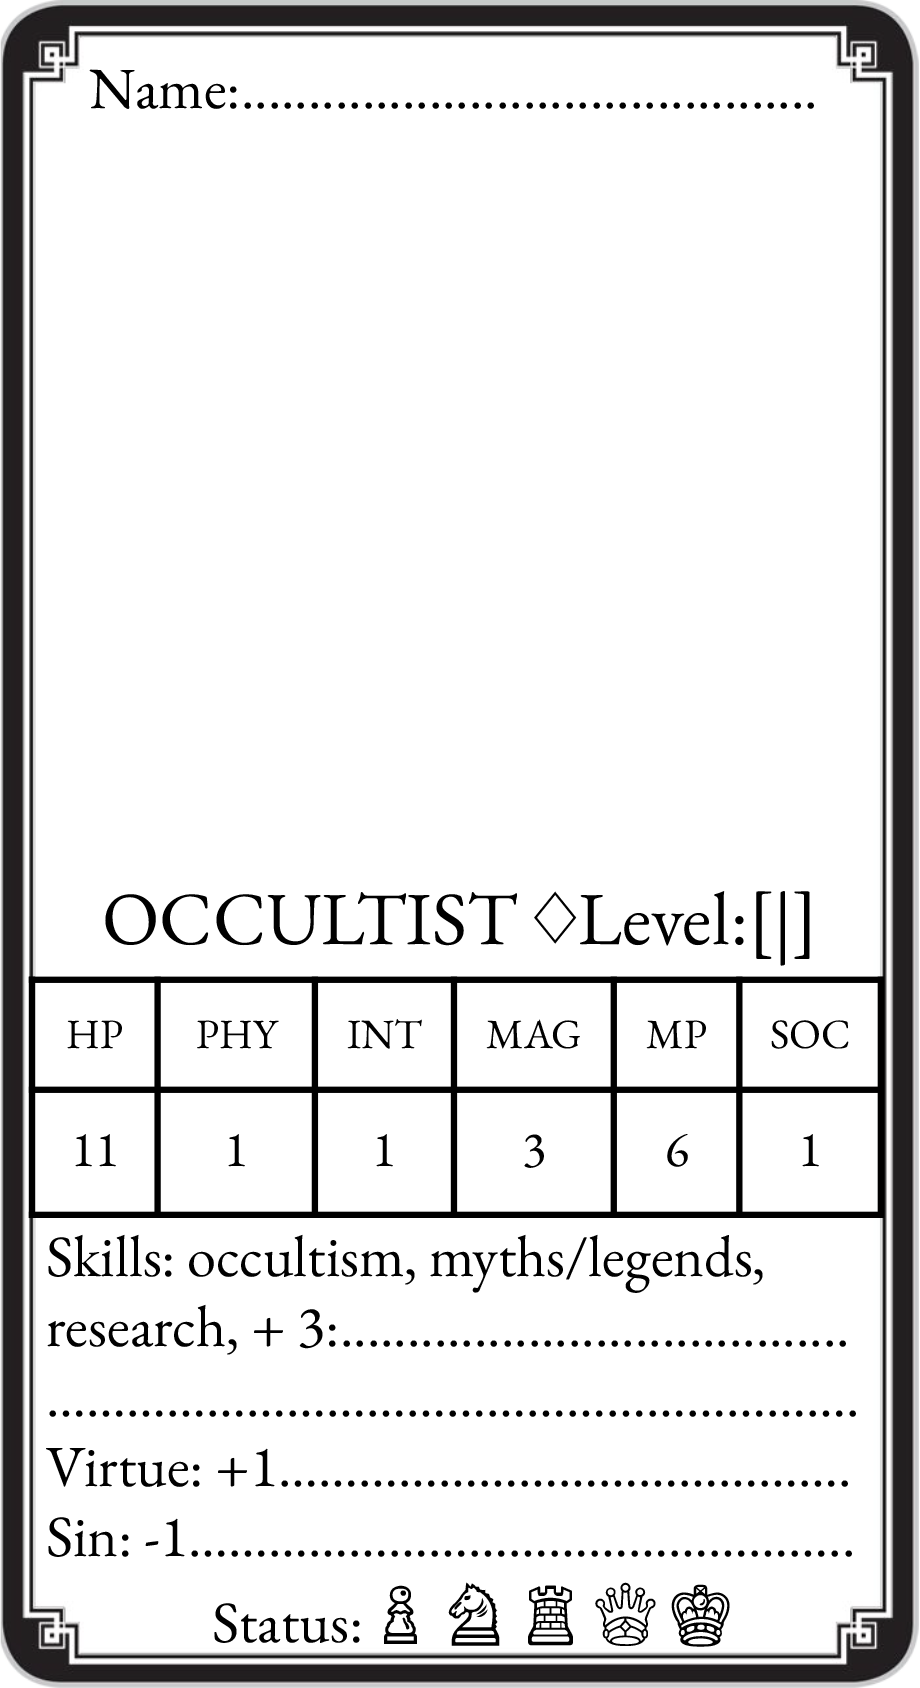 Name:...........................................
OCCULTIST ◊Level:[|]
HP PHY INT MAG MP SOC
11 1 1 3 6 1
Skills: occultism, myths/legends,
research, + 3:......................................
.............................................................
Virtue: +1...........................................
Sin: -1..................................................
Status: ♙ ♘ ♖ ♕ ♔